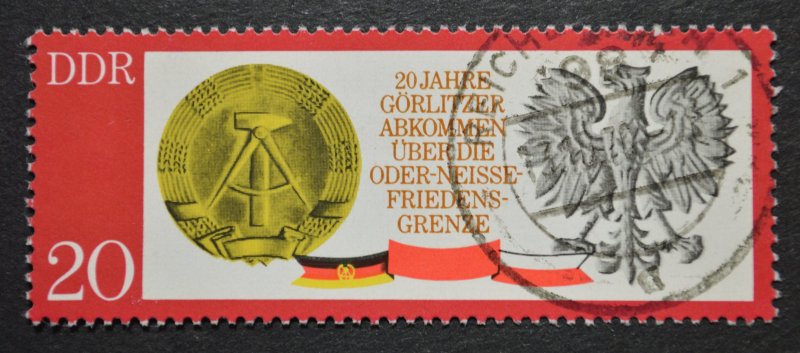 DDR
20 JAHRE
GÖRLITZER
ABKOMMEN
ÜBER DIE
ODER-NEISSE-
FRIEDENS-
GRENZE
20